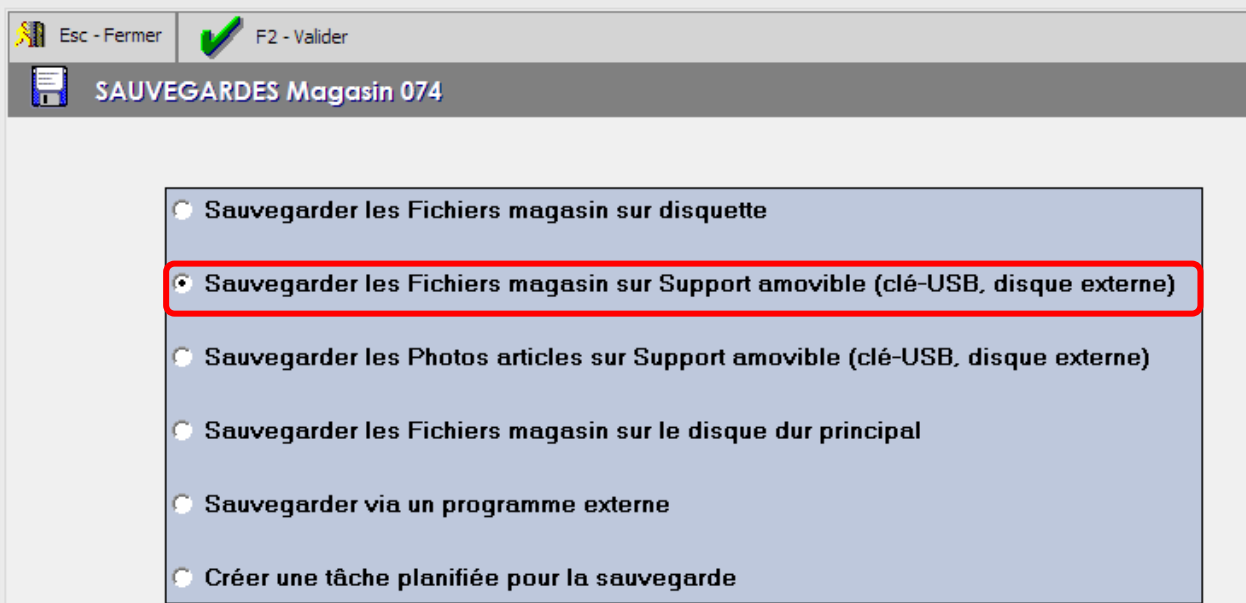 Esc - Fermer
F2 - Valider
SAUVEGARDES Magasin 074
Sauvegarder les Fichiers magasin sur disquette
Sauvegarder les Fichiers magasin sur Support amovible (clé-USB, disque externe)
Sauvegarder les Photos articles sur Support amovible (clé-USB, disque externe)
Sauvegarder les Fichiers magasin sur le disque dur principal
Sauvegarder via un programme externe
Créer une tâche planifiée pour la sauvegarde